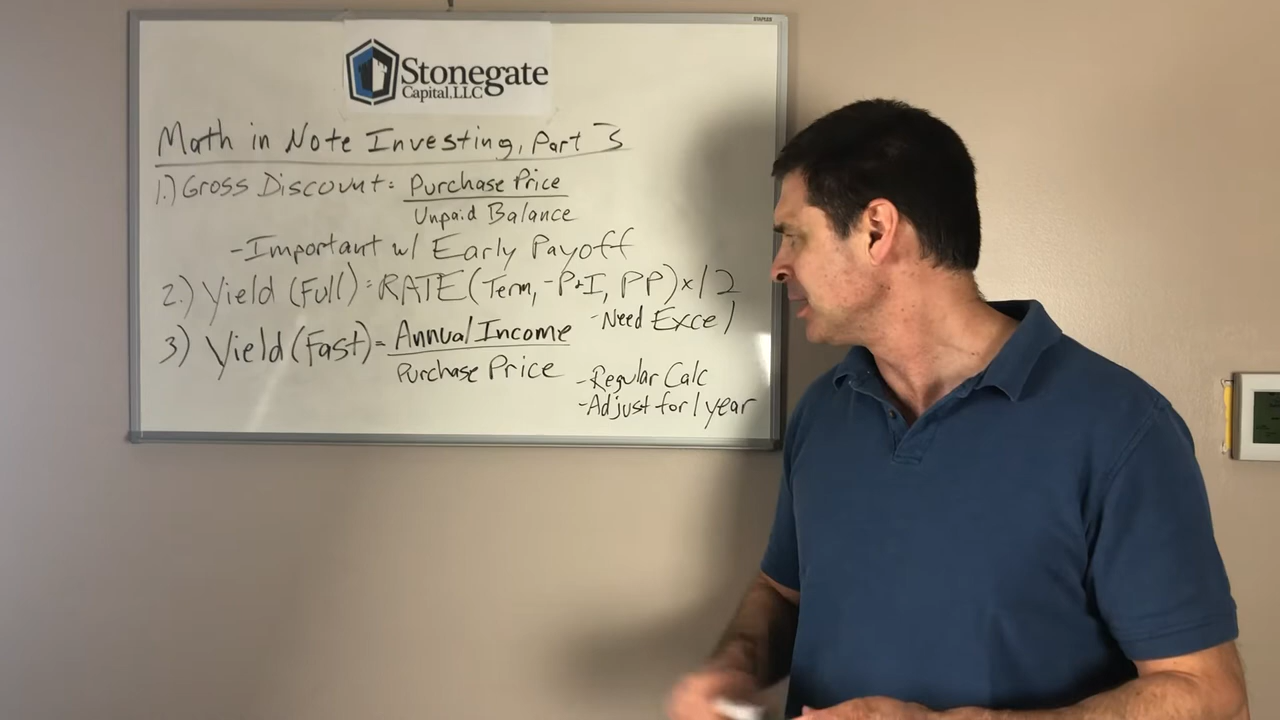 STAPLES
Stonegate
Capital, LLC
Math in Note Investing, Part 3
1.) Gross Discount = Purchase Price
Unpaid Balance
- Important w/ Early Payoff
2.) Yield (Full) = RATE (Term, -P+I, PP) x 12
- Need Excel
3) Yield (Fast) = Annual Income
Purchase Price
- Regular Calc
- Adjust for 1 year